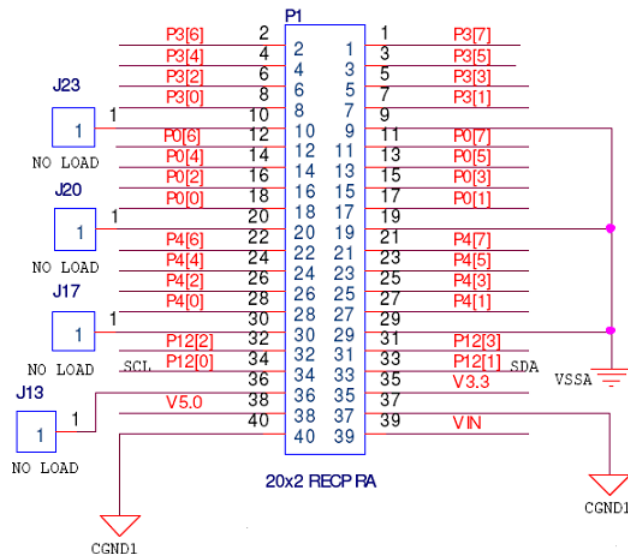 P1
P3[6] 2 2 1 1 P3[7]
P3[4] 4 4 3 3 P3[5]
P3[2] 6 6 5 5 P3[3]
P3[0] 8 8 7 7 P3[1]
J23 1 1 10 10 9 9
NO LOAD
P0[6] 12 12 11 11 P0[7]
P0[4] 14 14 13 13 P0[5]
P0[2] 16 16 15 15 P0[3]
P0[0] 18 18 17 17 P0[1]
J20 1 1 20 20 19 19
NO LOAD
P4[6] 22 22 21 21 P4[7]
P4[4] 24 24 23 23 P4[5]
P4[2] 26 26 25 25 P4[3]
P4[0] 28 28 27 27 P4[1]
J17 1 1 30 30 29 29
NO LOAD
P12[2] 32 32 31 31 P12[3]
SCL P12[0] 34 34 33 33 P12[1] SDA
VSSA
J13 1 1 36 36 35 35 V3.3
NO LOAD
V5.0 38 38 37 37
40 40 39 39 VIN
20x2 RECP RA
CGND1
CGND1